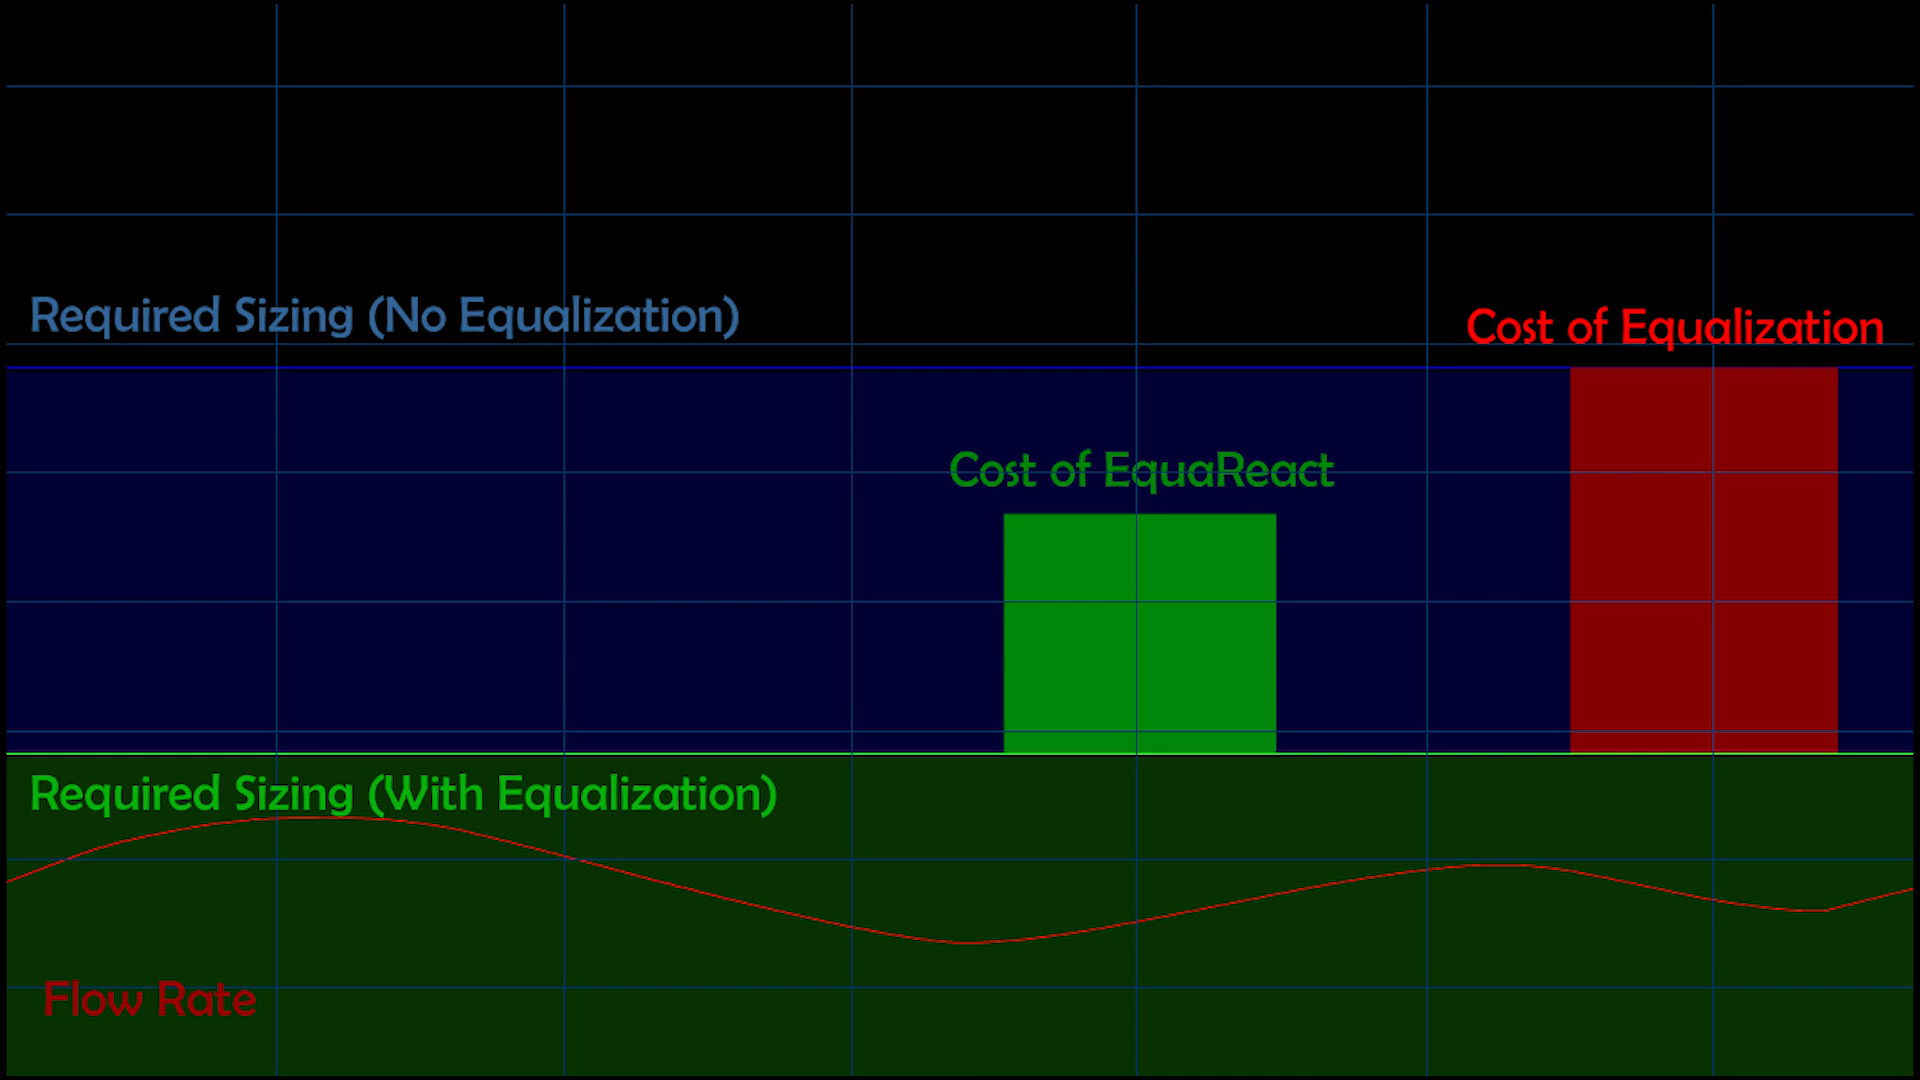 Required Sizing (No Equalization)
Cost of Equalization
Cost of EquaReact
Required Sizing (With Equalization)
Flow Rate